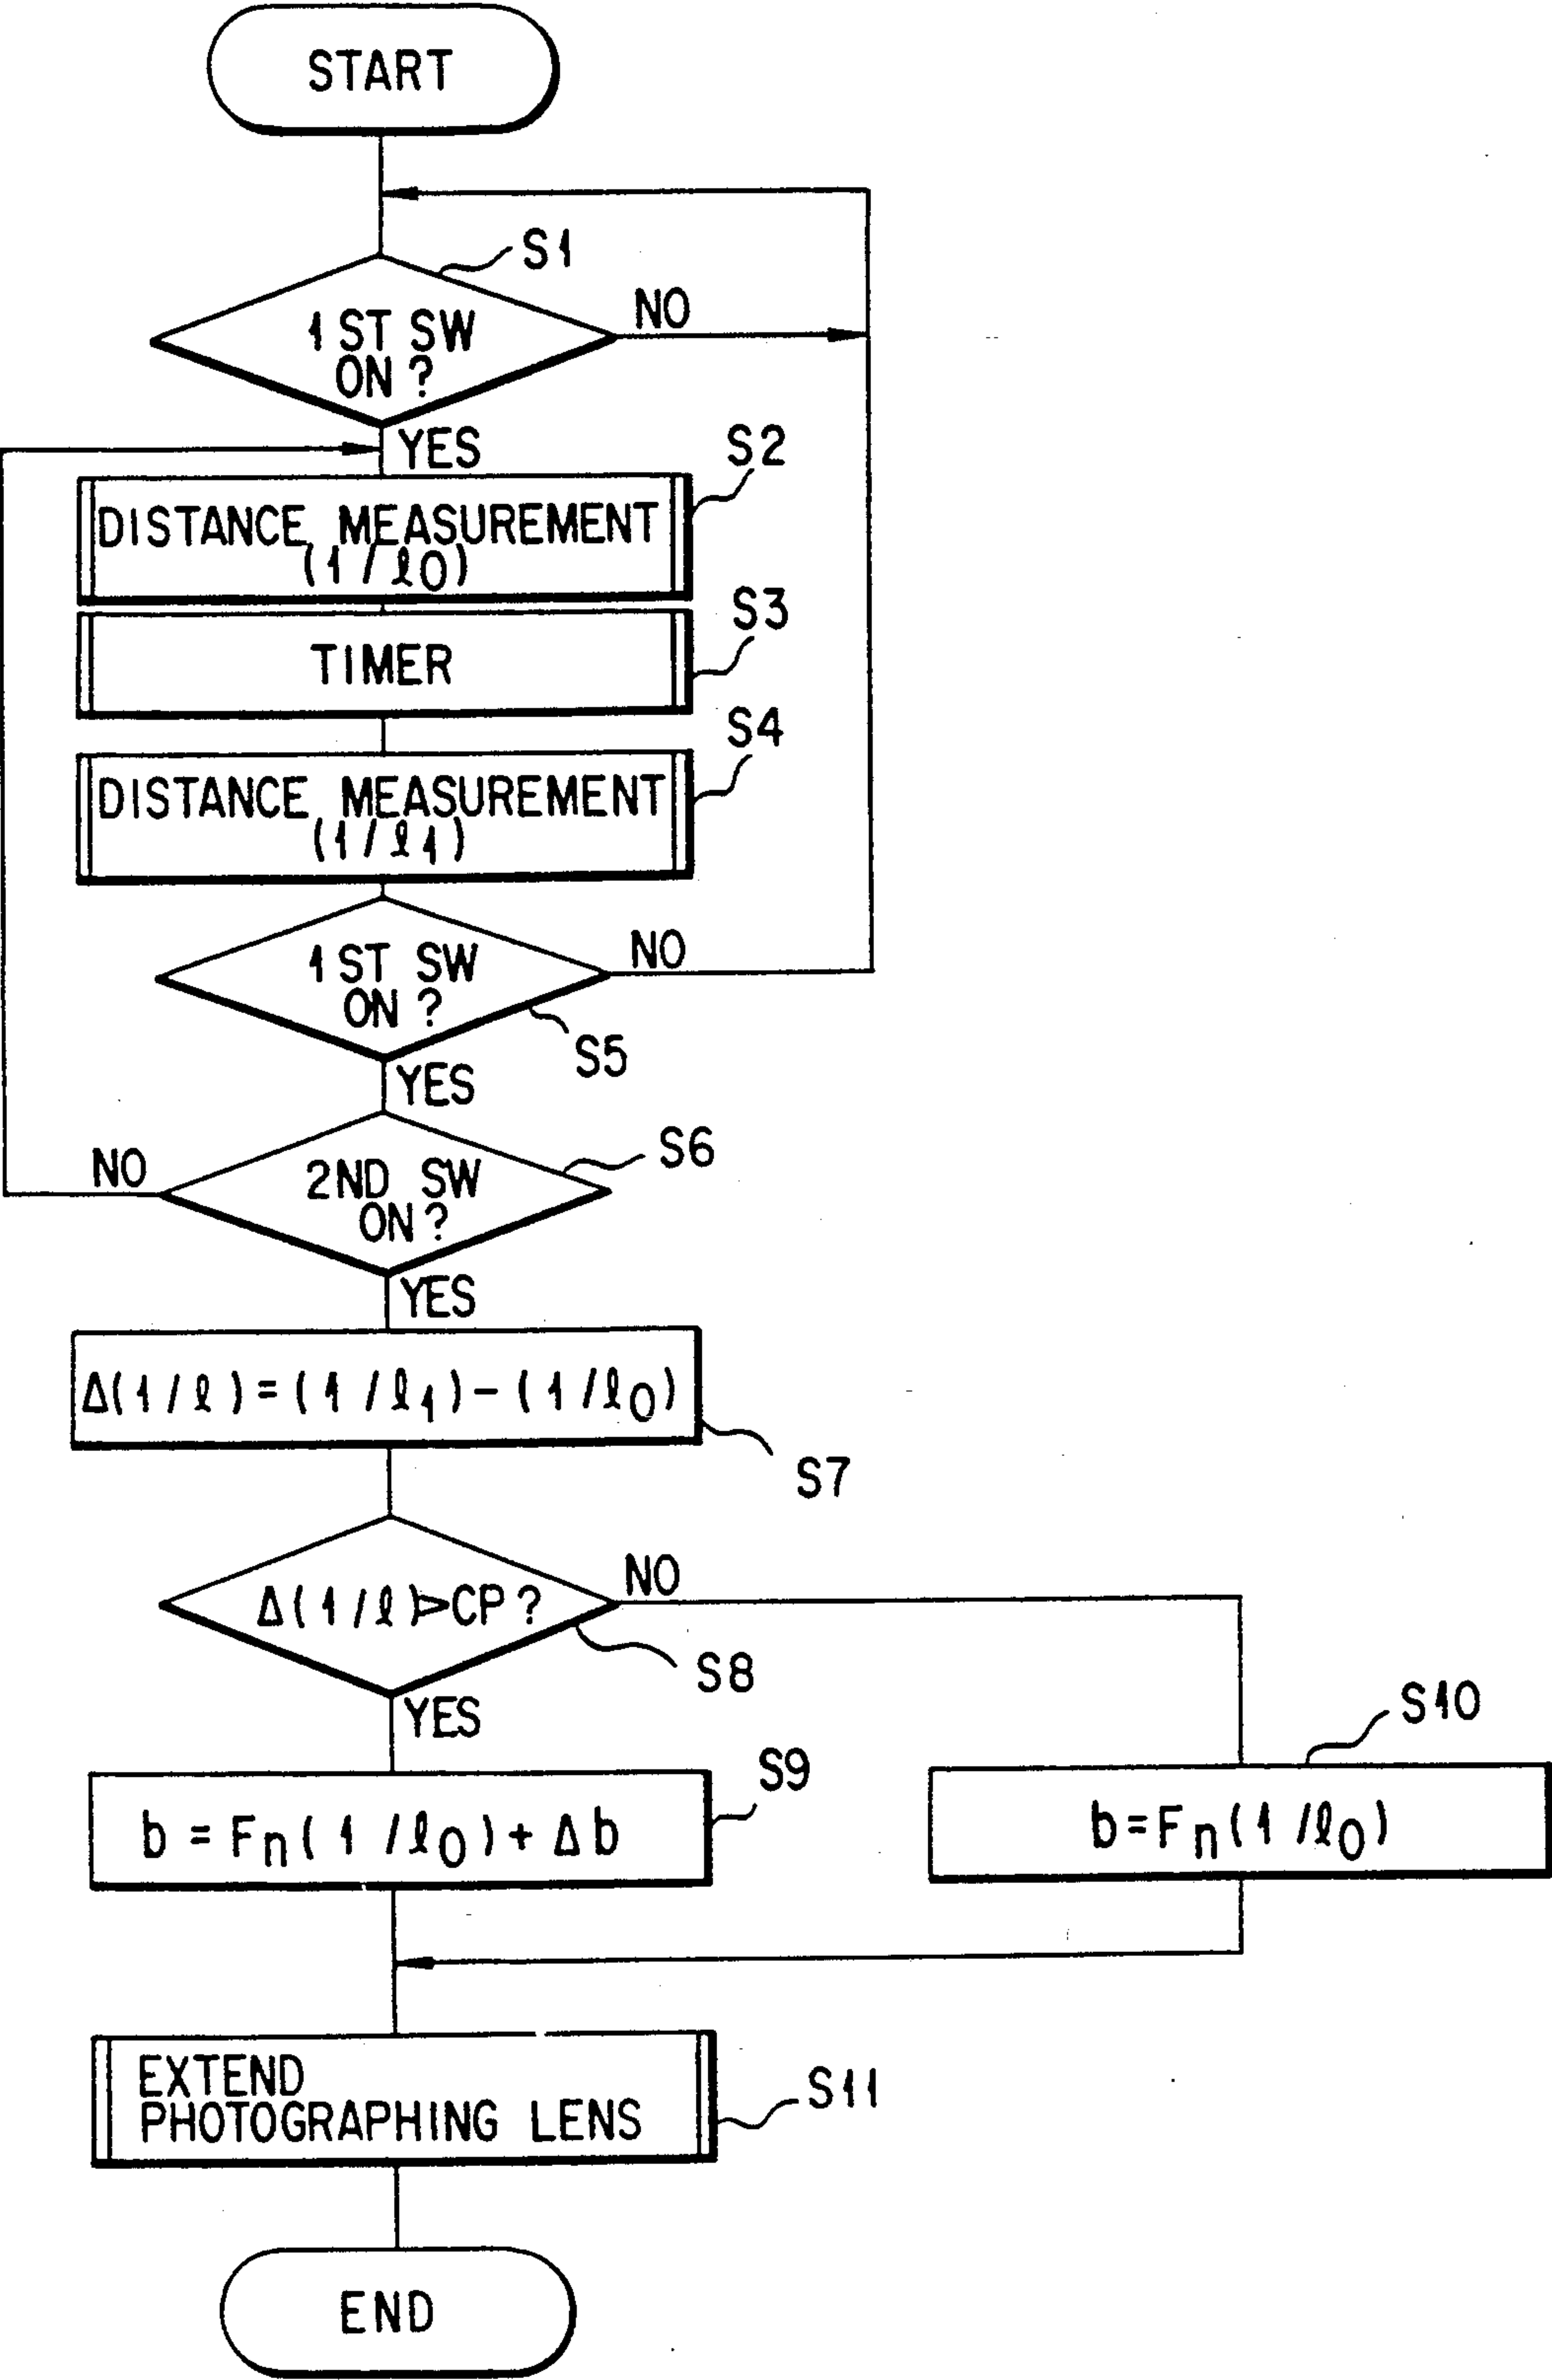 START
S1
1ST SW
ON?
NO
YES
S2
DISTANCE MEASUREMENT
(1/ℓ0)
S3
TIMER
S4
DISTANCE MEASUREMENT
(1/ℓ1)
1ST SW
ON?
NO
S5
YES
S6
2ND SW
ON?
NO
YES
Δ(1/ℓ)=(1/ℓ1)-(1/ℓ0)
S7
Δ(1/ℓ)>CP?
NO
S8
YES
S9
b=Fn(1/ℓ0)+Δb
S10
b=Fn(1/ℓ0)
EXTEND
PHOTOGRAPHING LENS
S11
END